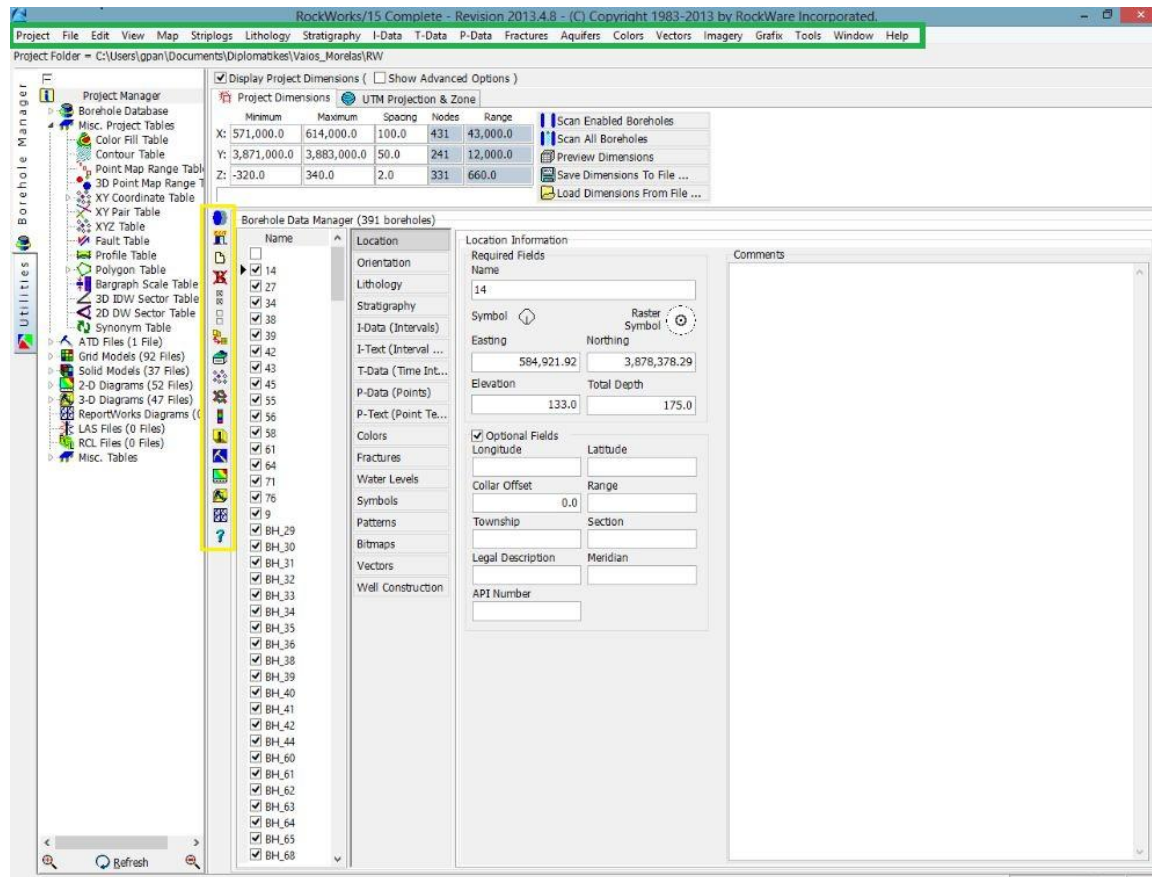 RockWorks/15 Complete - Revision 2013.4.8 - (C) Copyright 1983-2013 by RockWare Incorporated.
Project File Edit View Map Striplogs Lithology Stratigraphy I-Data T-Data P-Data Fractures Aquifers Colors Vectors Imagery Grafix Tools Window Help
Project Folder = C:\Users\gpan\Documents\Diplomatikes\Vaios_Morelas\RW
Borehole Manager
Utilities
Project Manager
Borehole Database
Misc. Project Tables
Color Fill Table
Contour Table
Point Map Range Tabl
3D Point Map Range T
XY Coordinate Table
XY Pair Table
XYZ Table
Fault Table
Profile Table
Polygon Table
Bargraph Scale Table
3D IDW Sector Table
2D DW Sector Table
Synonym Table
ATD Files (1 File)
Grid Models (92 Files)
Solid Models (37 Files)
2-D Diagrams (52 Files)
3-D Diagrams (47 Files)
ReportWorks Diagrams (
LAS Files (0 Files)
RCL Files (0 Files)
Misc. Tables
Refresh
Display Project Dimensions ( Show Advanced Options )
Project Dimensions UTM Projection & Zone
Minimum Maximum Spacing Nodes Range
X: 571,000.0 614,000.0 100.0 431 43,000.0
Y: 3,871,000.0 3,883,000.0 50.0 241 12,000.0
Z: -320.0 340.0 2.0 331 660.0
Scan Enabled Boreholes
Scan All Boreholes
Preview Dimensions
Save Dimensions To File ...
Load Dimensions From File ...
Borehole Data Manager (391 boreholes)
Name
14
27
34
38
39
42
43
45
55
56
58
61
64
71
76
9
BH_29
BH_30
BH_31
BH_32
BH_33
BH_34
BH_35
BH_36
BH_38
BH_39
BH_40
BH_41
BH_42
BH_44
BH_60
BH_61
BH_62
BH_63
BH_64
BH_65
BH_68
Location
Orientation
Lithology
Stratigraphy
I-Data (Intervals)
I-Text (Interval ...
T-Data (Time Int...
P-Data (Points)
P-Text (Point Te...
Colors
Fractures
Water Levels
Symbols
Patterns
Bitmaps
Vectors
Well Construction
Location Information
Required Fields
Name
14
Symbol Raster Symbol
Easting Northing
584,921.92 3,878,378.29
Elevation Total Depth
133.0 175.0
Optional Fields
Longitude Latitude
Collar Offset Range
0.0
Township Section
Legal Description Meridian
API Number
Comments